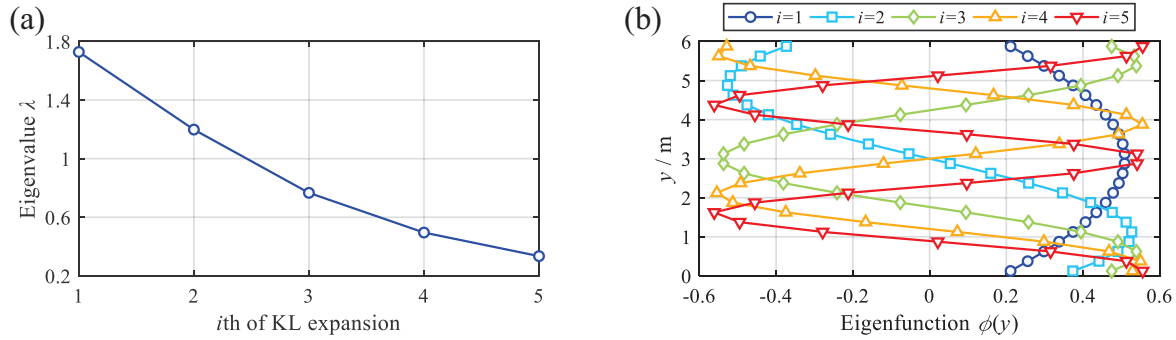 (a)
1.8
1.4
1
0.6
0.2
Eigenvalue λ
1 2 3 4 5
ith of KL expansion
(b)
i=1 i=2 i=3 i=4 i=5
6
5
4
3
2
1
0
y / m
-0.6 -0.4 -0.2 0 0.2 0.4 0.6
Eigenfunction ϕ(y)